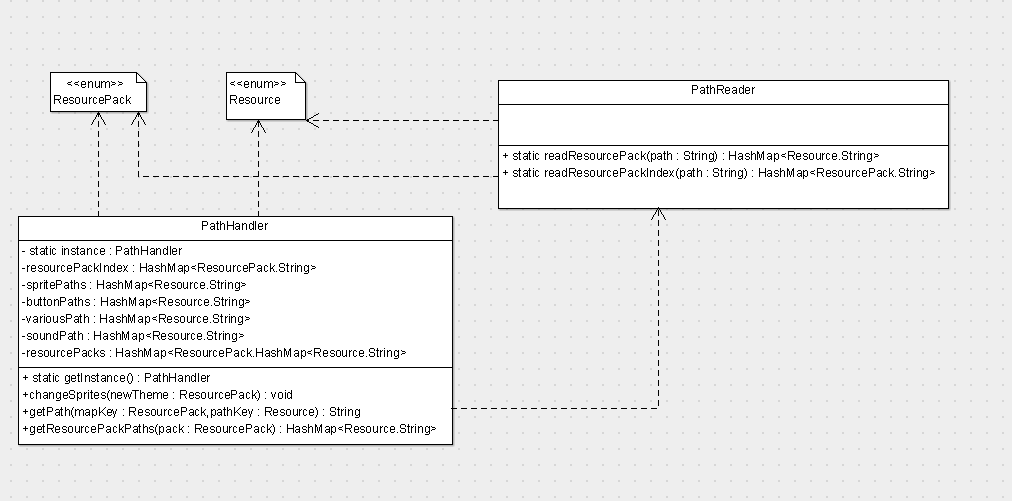 <<enum>>
ResourcePack
<<enum>>
Resource
PathReader
+ static readResourcePack(path : String) : HashMap<Resource.String>
+ static readResourcePackIndex(path : String) : HashMap<ResourcePack.String>
PathHandler
- static instance : PathHandler
-resourcePackIndex : HashMap<ResourcePack.String>
-spritePaths : HashMap<Resource.String>
-buttonPaths : HashMap<Resource.String>
-variousPath : HashMap<Resource.String>
-soundPath : HashMap<Resource.String>
-resourcePacks : HashMap<ResourcePack.HashMap<Resource.String>
+ static getInstance() : PathHandler
+changeSprites(newTheme : ResourcePack) : void
+getPath(mapKey : ResourcePack,pathKey : Resource) : String
+getResourcePackPaths(pack : ResourcePack) : HashMap<Resource.String>